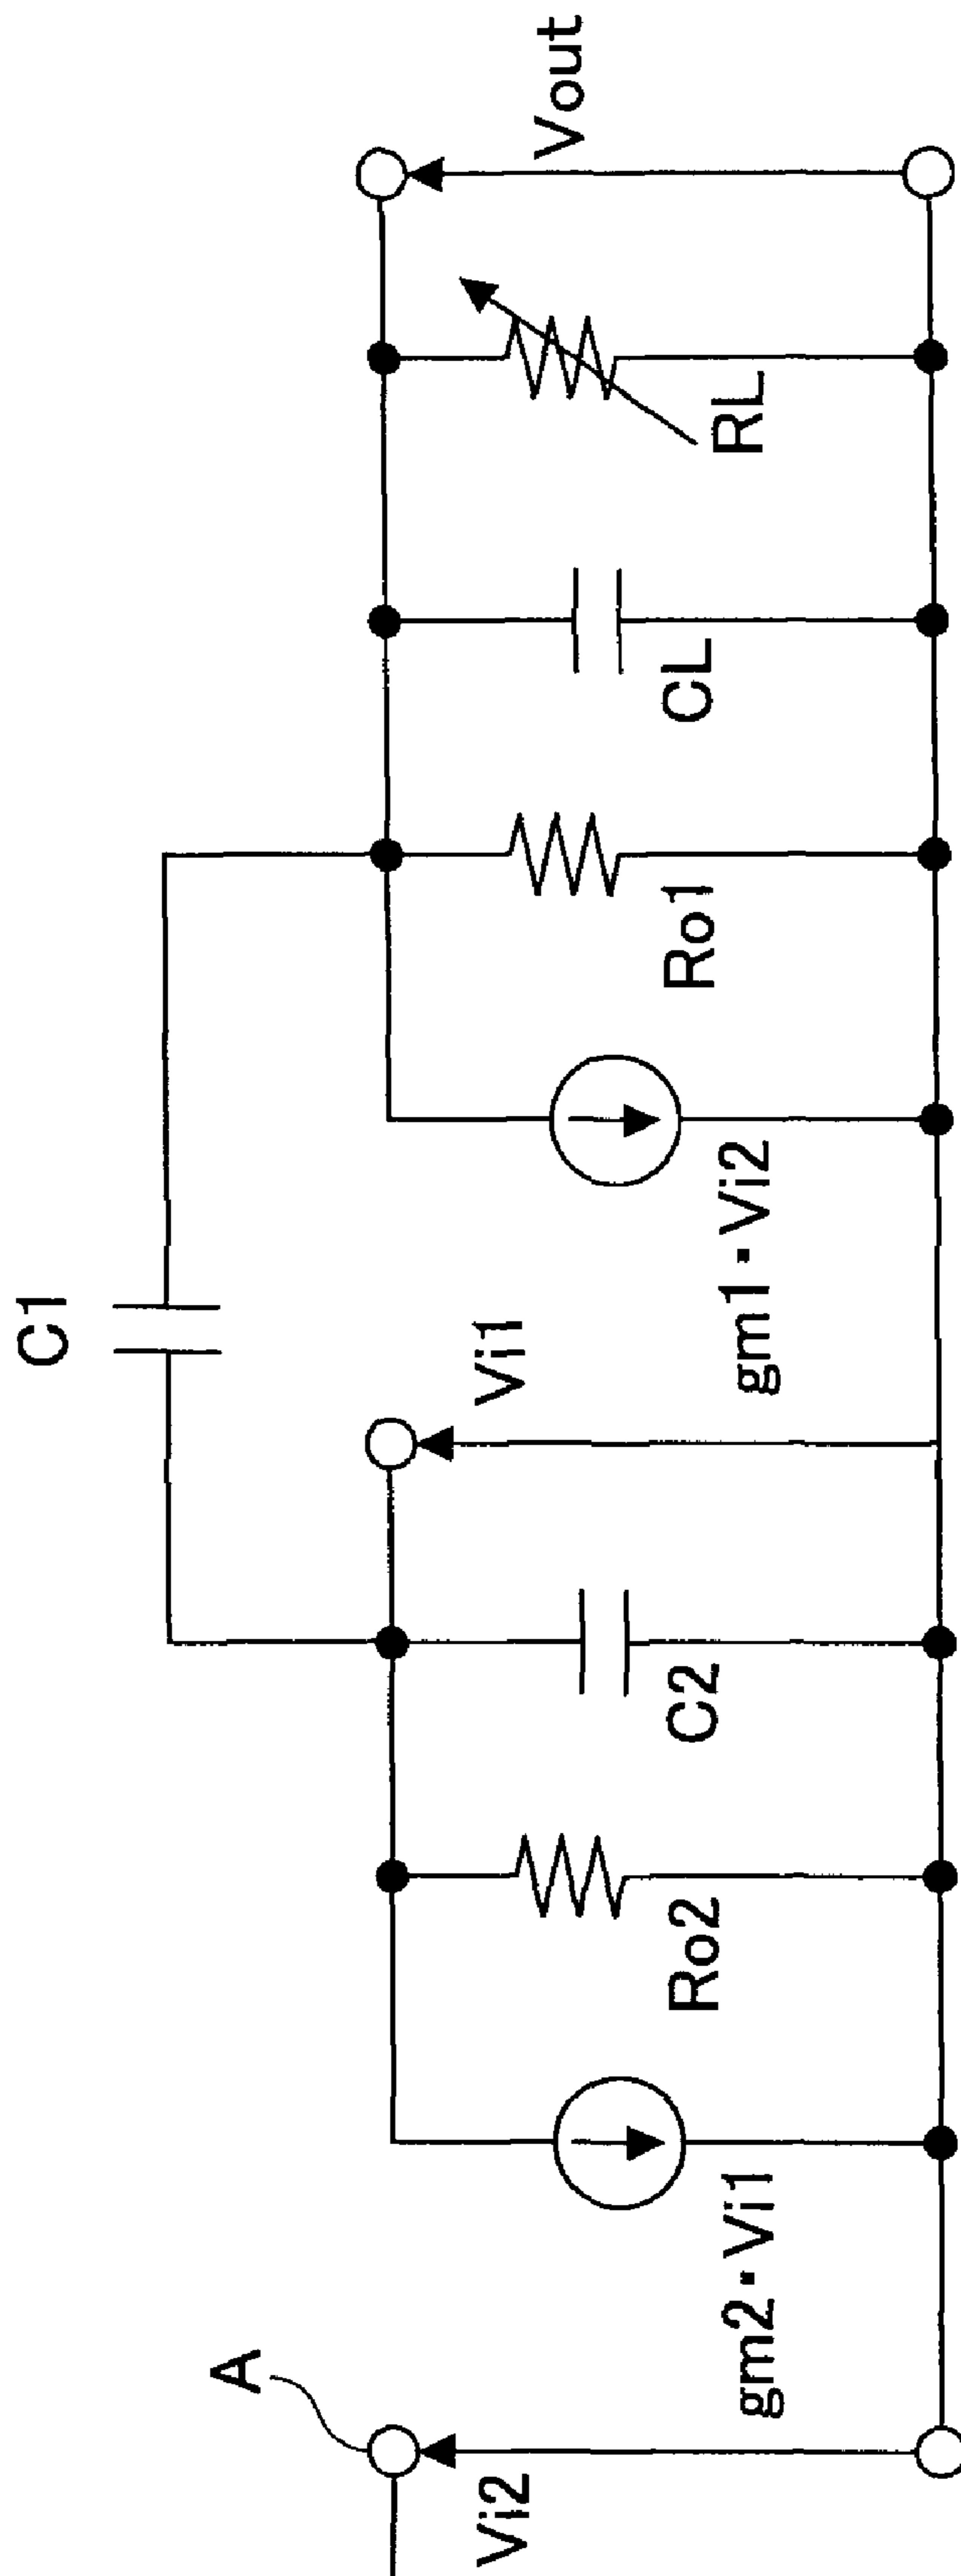 A
Vi2
gm2・Vi1
Ro2
C2
Vi1
C1
gm1・Vi2
Ro1
CL
RL
Vout